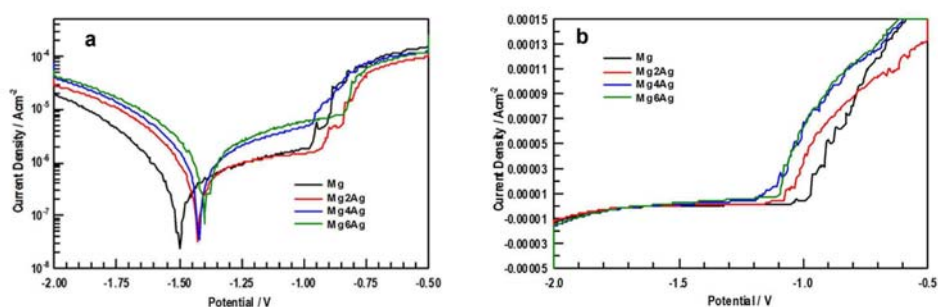 a
Current Density / Acm⁻²
10⁻⁴
10⁻⁵
10⁻⁶
10⁻⁷
10⁻⁸
Mg
Mg2Ag
Mg4Ag
Mg6Ag
-2.00 -1.75 -1.50 -1.25 -1.00 -0.75 -0.50
Potential / V
b
Current Density / Acm⁻²
0.00015
0.00013
0.00011
0.00009
0.00007
0.00005
0.00003
0.00001
-0.00001
-0.00003
-0.00005
Mg
Mg2Ag
Mg4Ag
Mg6Ag
-2.0 -1.5 -1.0 -0.5
Potential / V